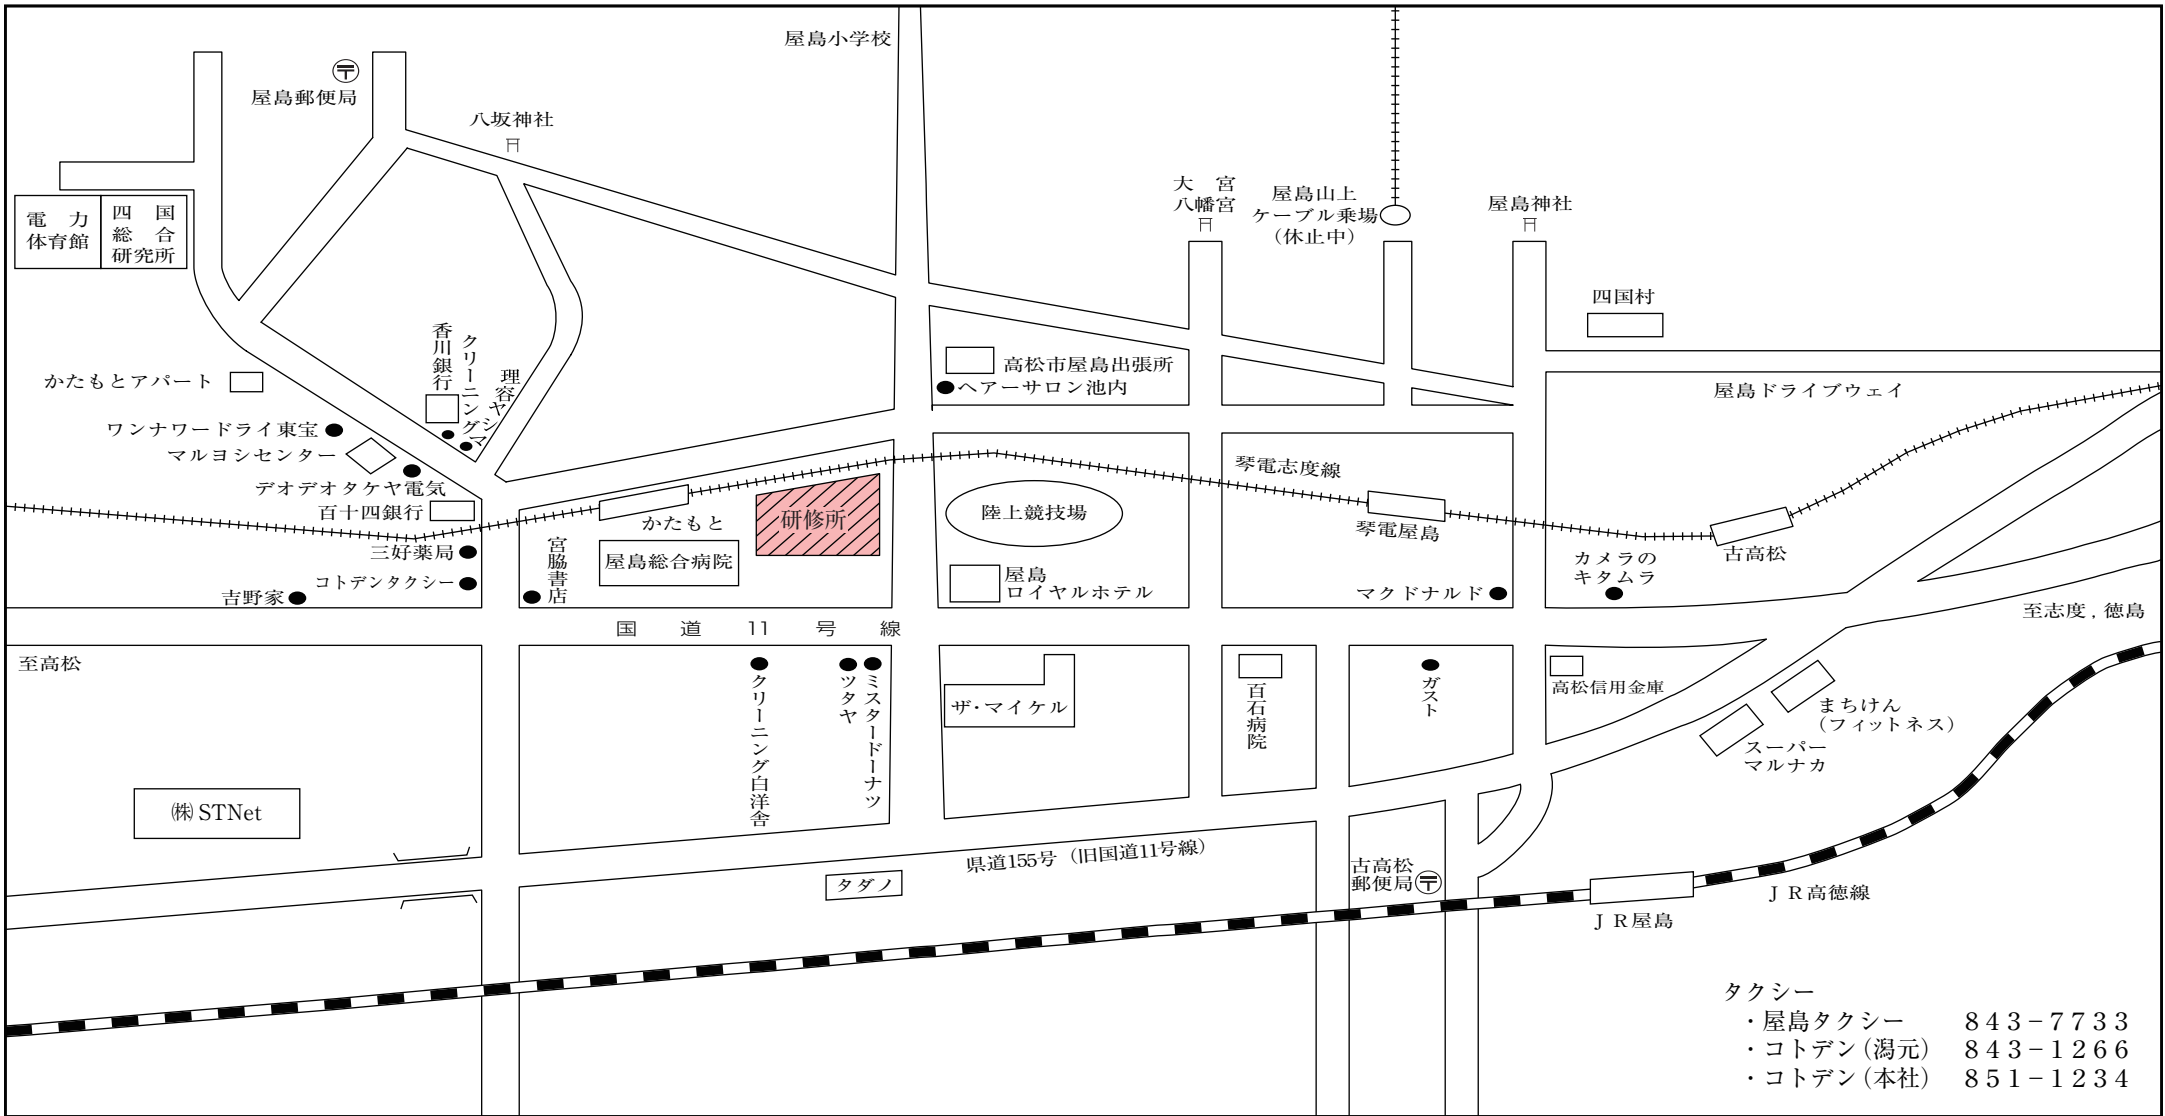 屋島小学校
〒
屋島郵便局
八坂神社
大　宮
八幡宮
屋島山上
ケーブル乗場
（休止中）
屋島神社
電　力
体育館
四　国
総　合
研究所
四国村
香川銀行
クリーニング
理容ヤシマ
かたもとアパート
高松市屋島出張所
ヘアーサロン池内
屋島ドライブウェイ
ワンナワードライ東宝
マルヨシセンター
デオデオタケヤ電気
百十四銀行
琴電志度線
かたもと
研修所
陸上競技場
琴電屋島
古高松
三好薬局
コトデンタクシー
吉野家
宮脇書店
屋島総合病院
屋島
ロイヤルホテル
マクドナルド
カメラの
キタムラ
至志度，徳島
国　道　11　号　線
至高松
クリーニング白洋舎
ツタヤ
ミスタードーナツ
ザ・マイケル
百石病院
ガスト
高松信用金庫
まちけん
（フィットネス）
スーパー
マルナカ
㈱STNet
県道155号（旧国道11号線）
タダノ
古高松
郵便局〒
ＪＲ屋島
ＪＲ高徳線
タクシー
・屋島タクシー　８４３−７７３３
・コトデン（潟元）　８４３−１２６６
・コトデン（本社）　８５１−１２３４